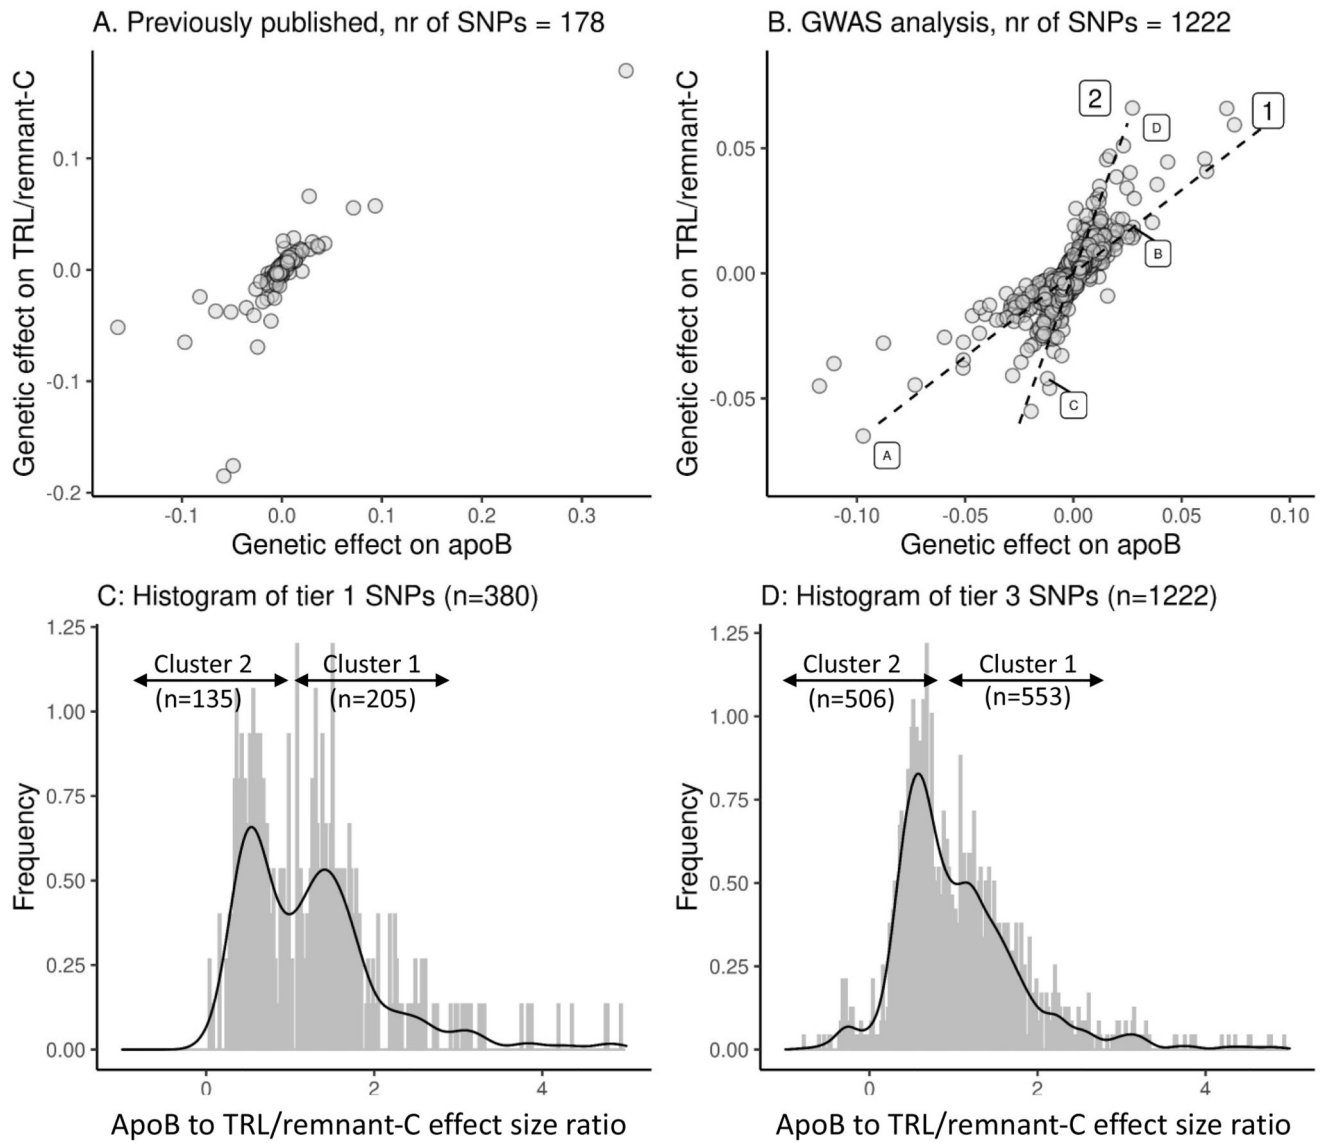 A. Previously published, nr of SNPs = 178
Genetic effect on TRL/remnant-C
0.1
0.0
-0.1
-0.2
-0.1
0.0
0.1
0.2
0.3
Genetic effect on apoB
B. GWAS analysis, nr of SNPs = 1222
Genetic effect on TRL/remnant-C
0.05
0.00
-0.05
2
1
D
B
C
A
-0.10
-0.05
0.00
0.05
0.10
Genetic effect on apoB
C: Histogram of tier 1 SNPs (n=380)
Frequency
1.25
1.00
0.75
0.50
0.25
0.00
Cluster 2
(n=135)
Cluster 1
(n=205)
0
2
4
ApoB to TRL/remnant-C effect size ratio
D: Histogram of tier 3 SNPs (n=1222)
Frequency
1.25
1.00
0.75
0.50
0.25
0.00
Cluster 2
(n=506)
Cluster 1
(n=553)
0
2
4
ApoB to TRL/remnant-C effect size ratio